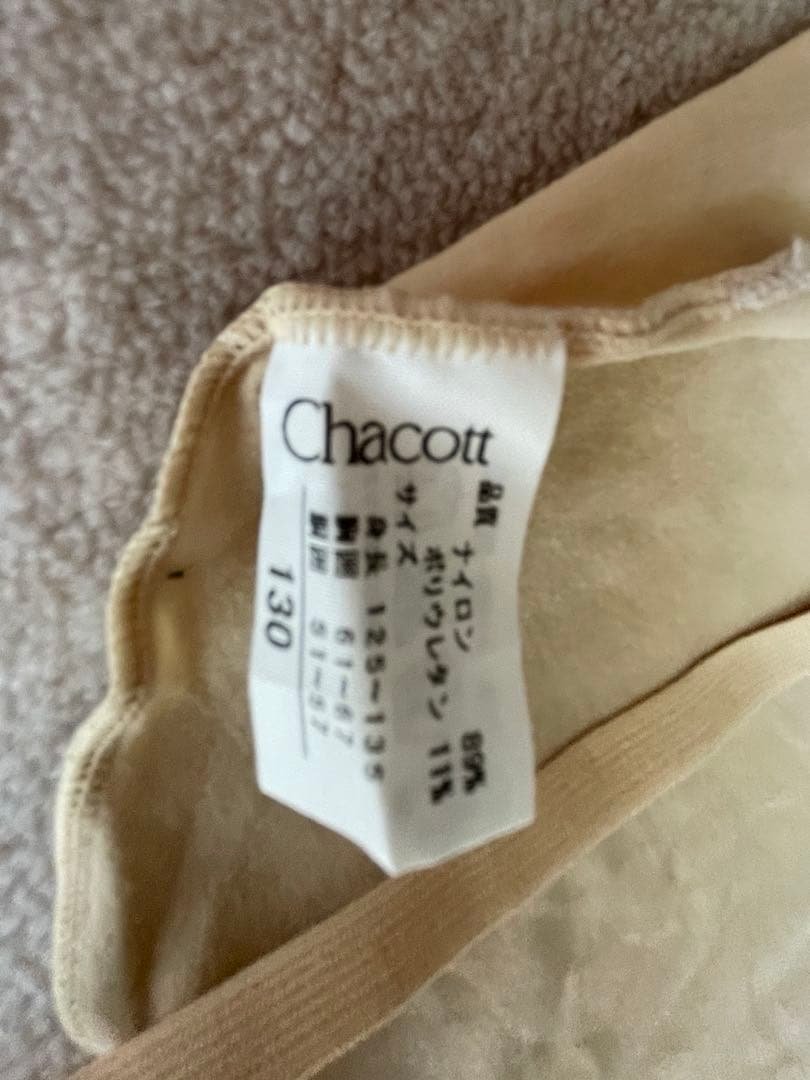 Chacott
品質 ナイロン 89%
ポリウレタン 11%
サイズ
身長 125~135
胸囲 61~67
胴囲 51~57
130